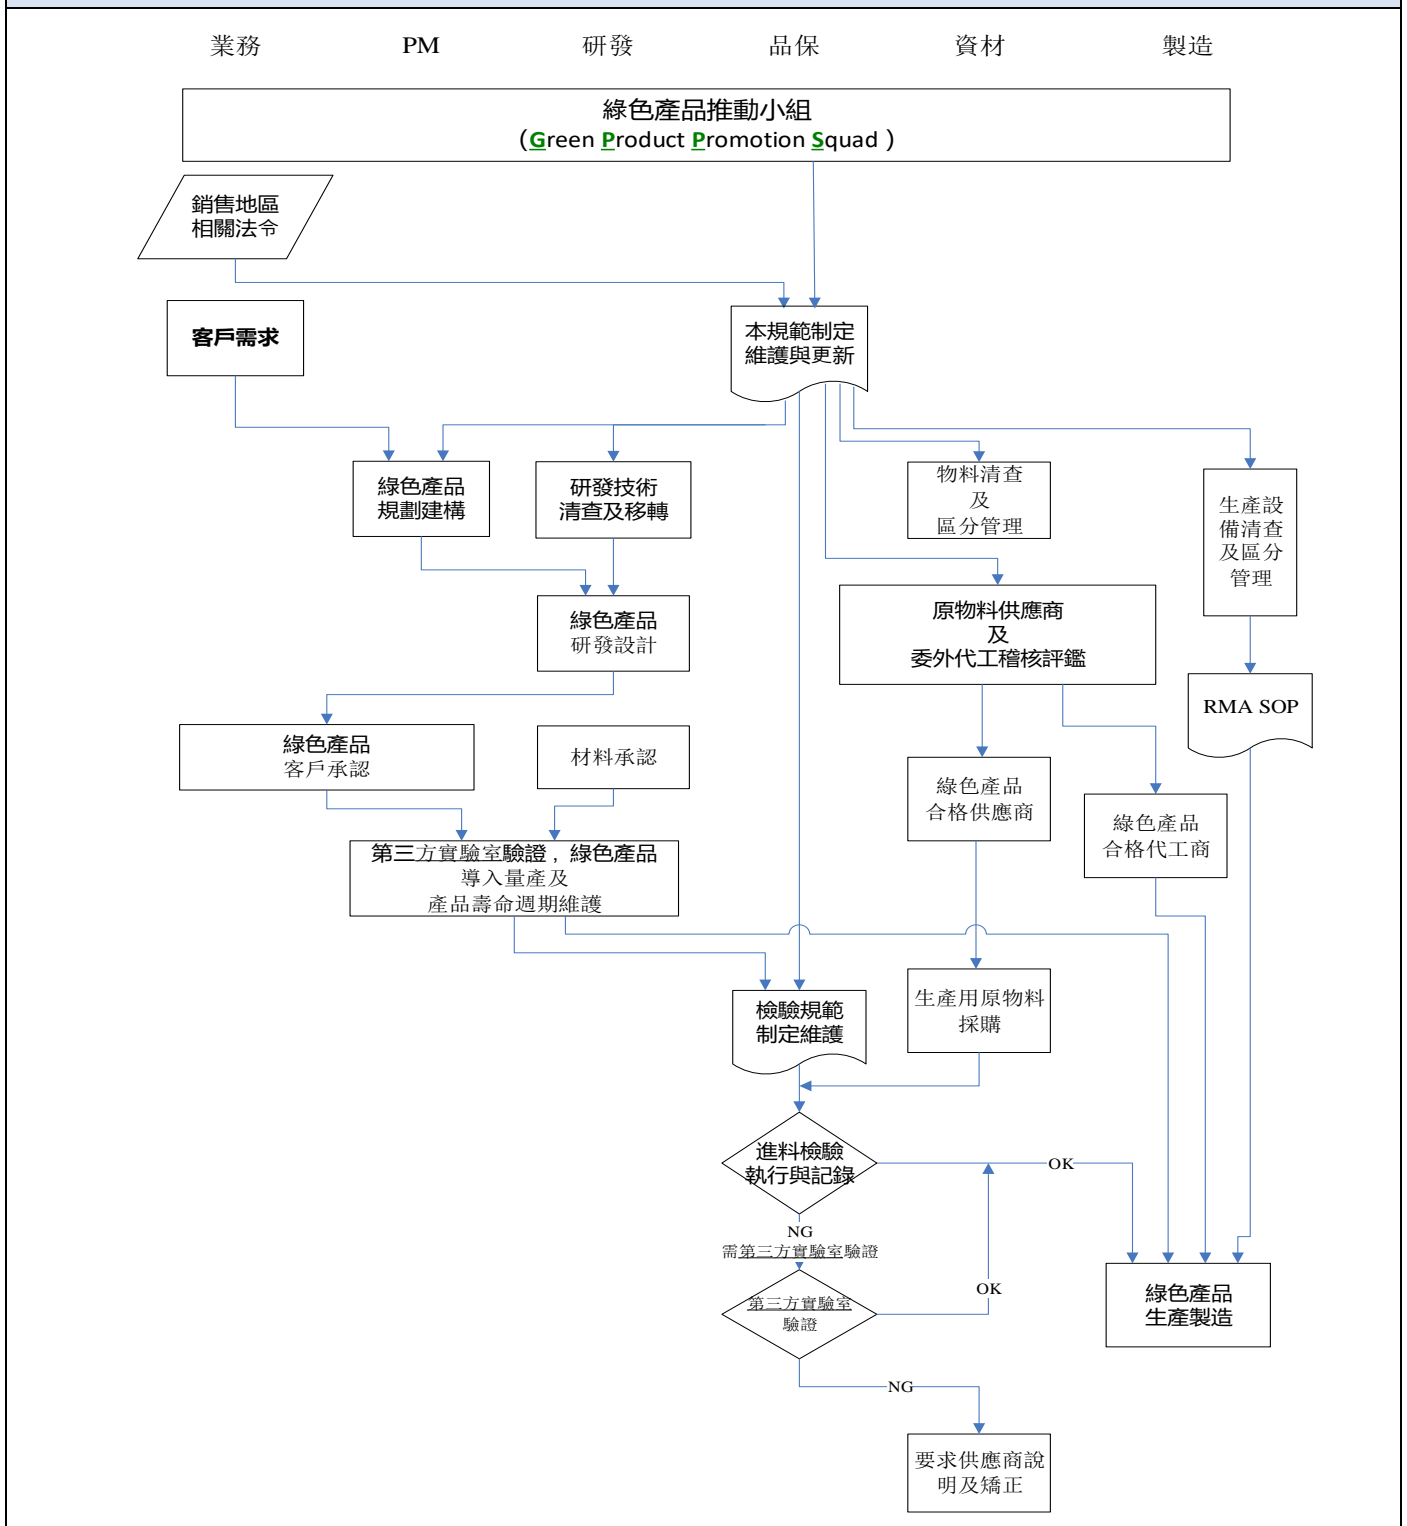 業務 PM 研發 品保 資材 製造
綠色產品推動小組
(Green Product Promotion Squad )
銷售地區
相關法令
客戶需求
本規範制定
維護與更新
綠色產品
規劃建構
研發技術
清查及移轉
物料清查
及
區分管理
生產設
備清查
及區分
管理
綠色產品
研發設計
原物料供應商
及
委外代工稽核評鑑
RMA SOP
綠色產品
客戶承認
材料承認
綠色產品
合格供應商
綠色產品
合格代工商
第三方實驗室驗證, 綠色產品
導入量產及
產品壽命週期維護
檢驗規範
制定維護
生產用原物料
採購
進料檢驗
執行與記錄
OK
NG
需第三方實驗室驗證
第三方實驗室
驗證
OK
綠色產品
生產製造
NG
要求供應商說
明及矯正